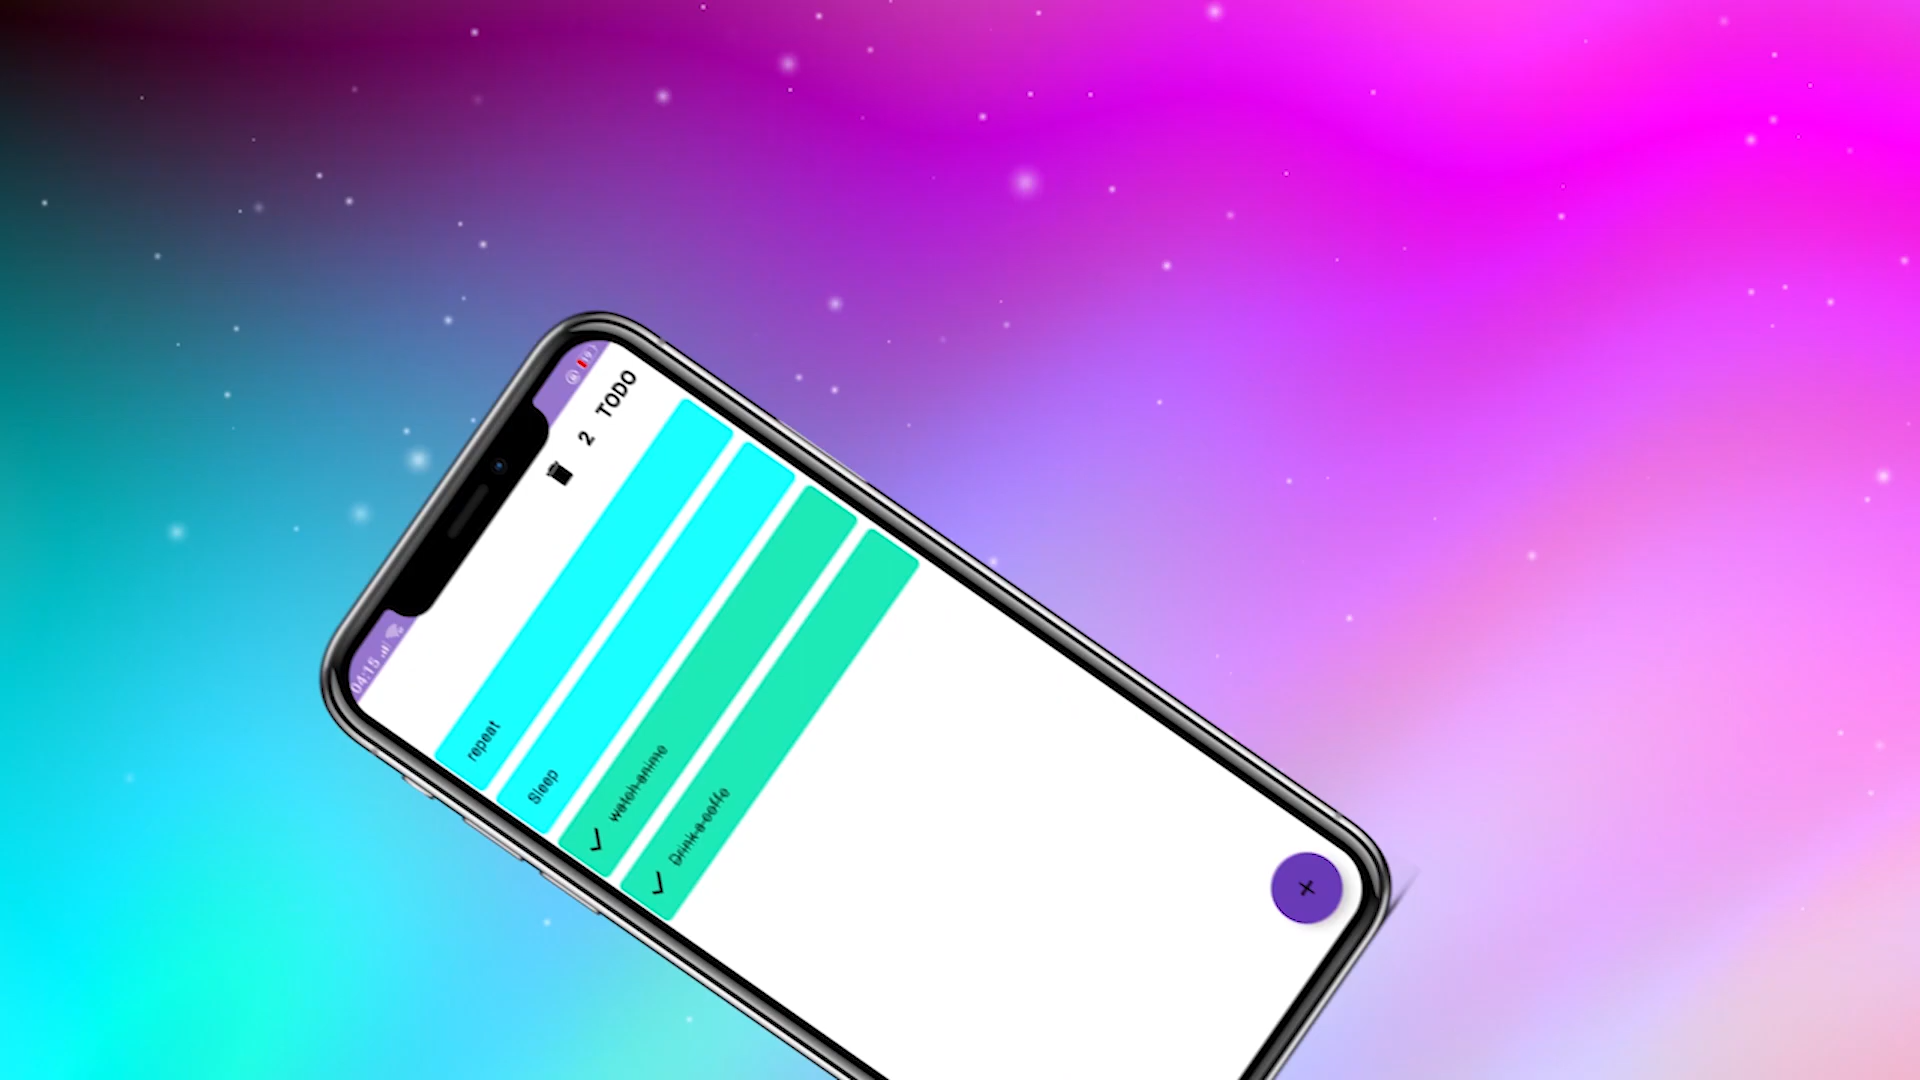 04:15
2 TODO
repeat
Sleep
watch anime
Drink a coffe
+